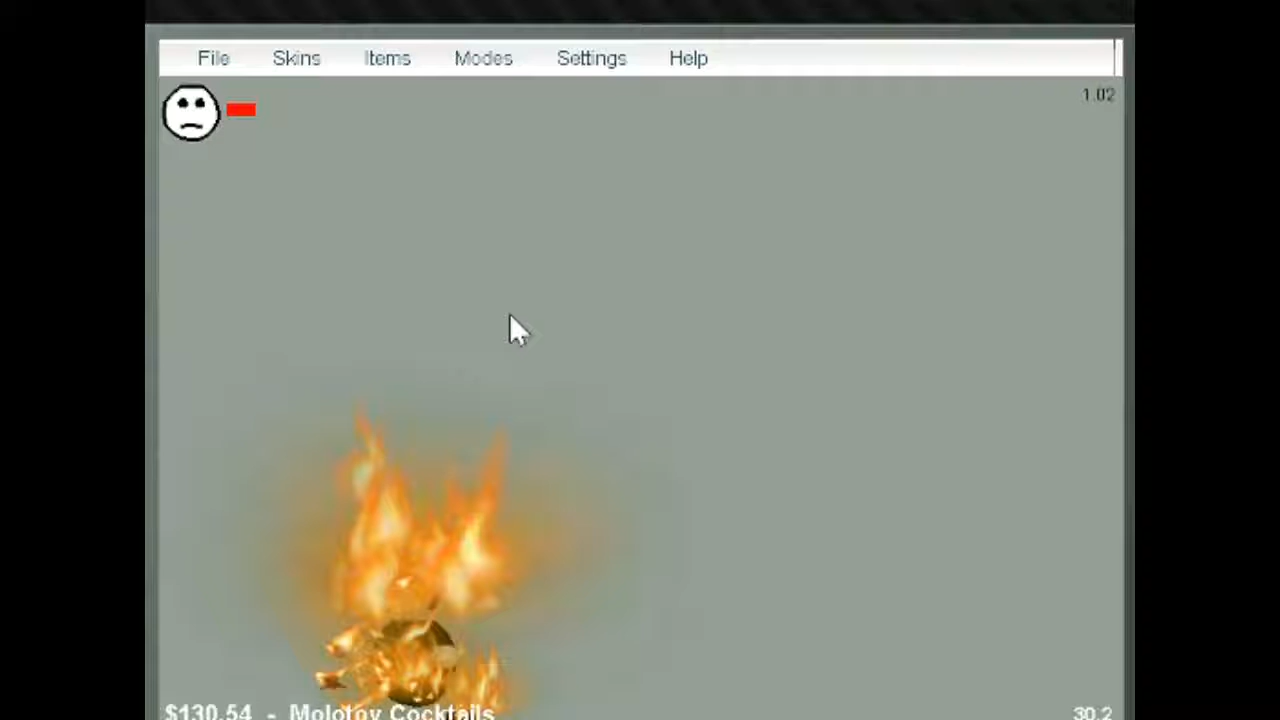 File Skins Items Modes Settings Help
1.02
$130.54 - Molotov Cocktails
30.2